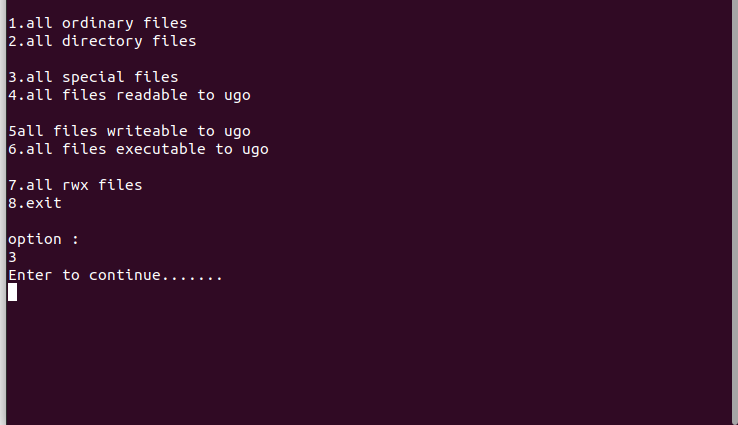 1.all ordinary files
2.all directory files
3.all special files
4.all files readable to ugo
5all files writeable to ugo
6.all files executable to ugo
7.all rwx files
8.exit
option :
3
Enter to continue.......